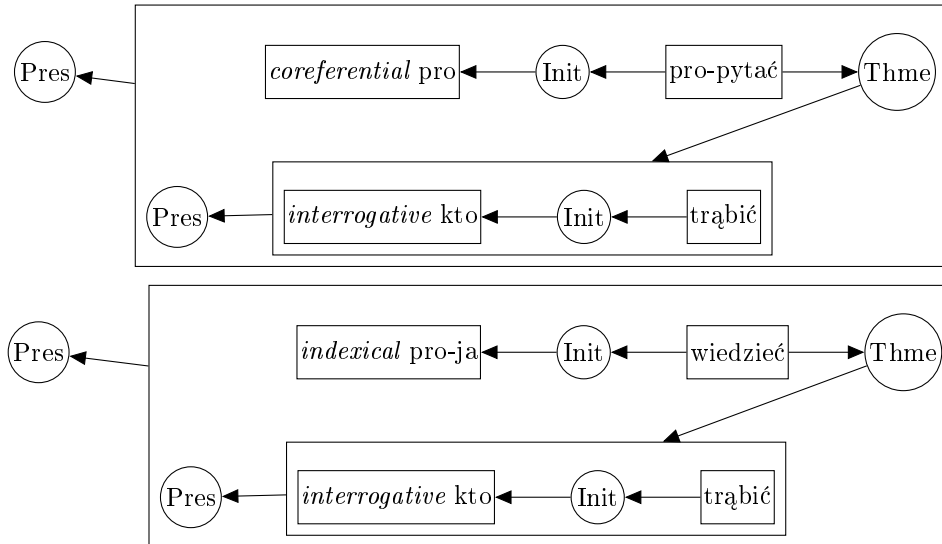 Pres
coreferential pro Init pro-pytać Thme
Pres interrogative kto Init trąbić
Pres indexical pro-ja Init wiedzieć Thme
Pres interrogative kto Init trąbić